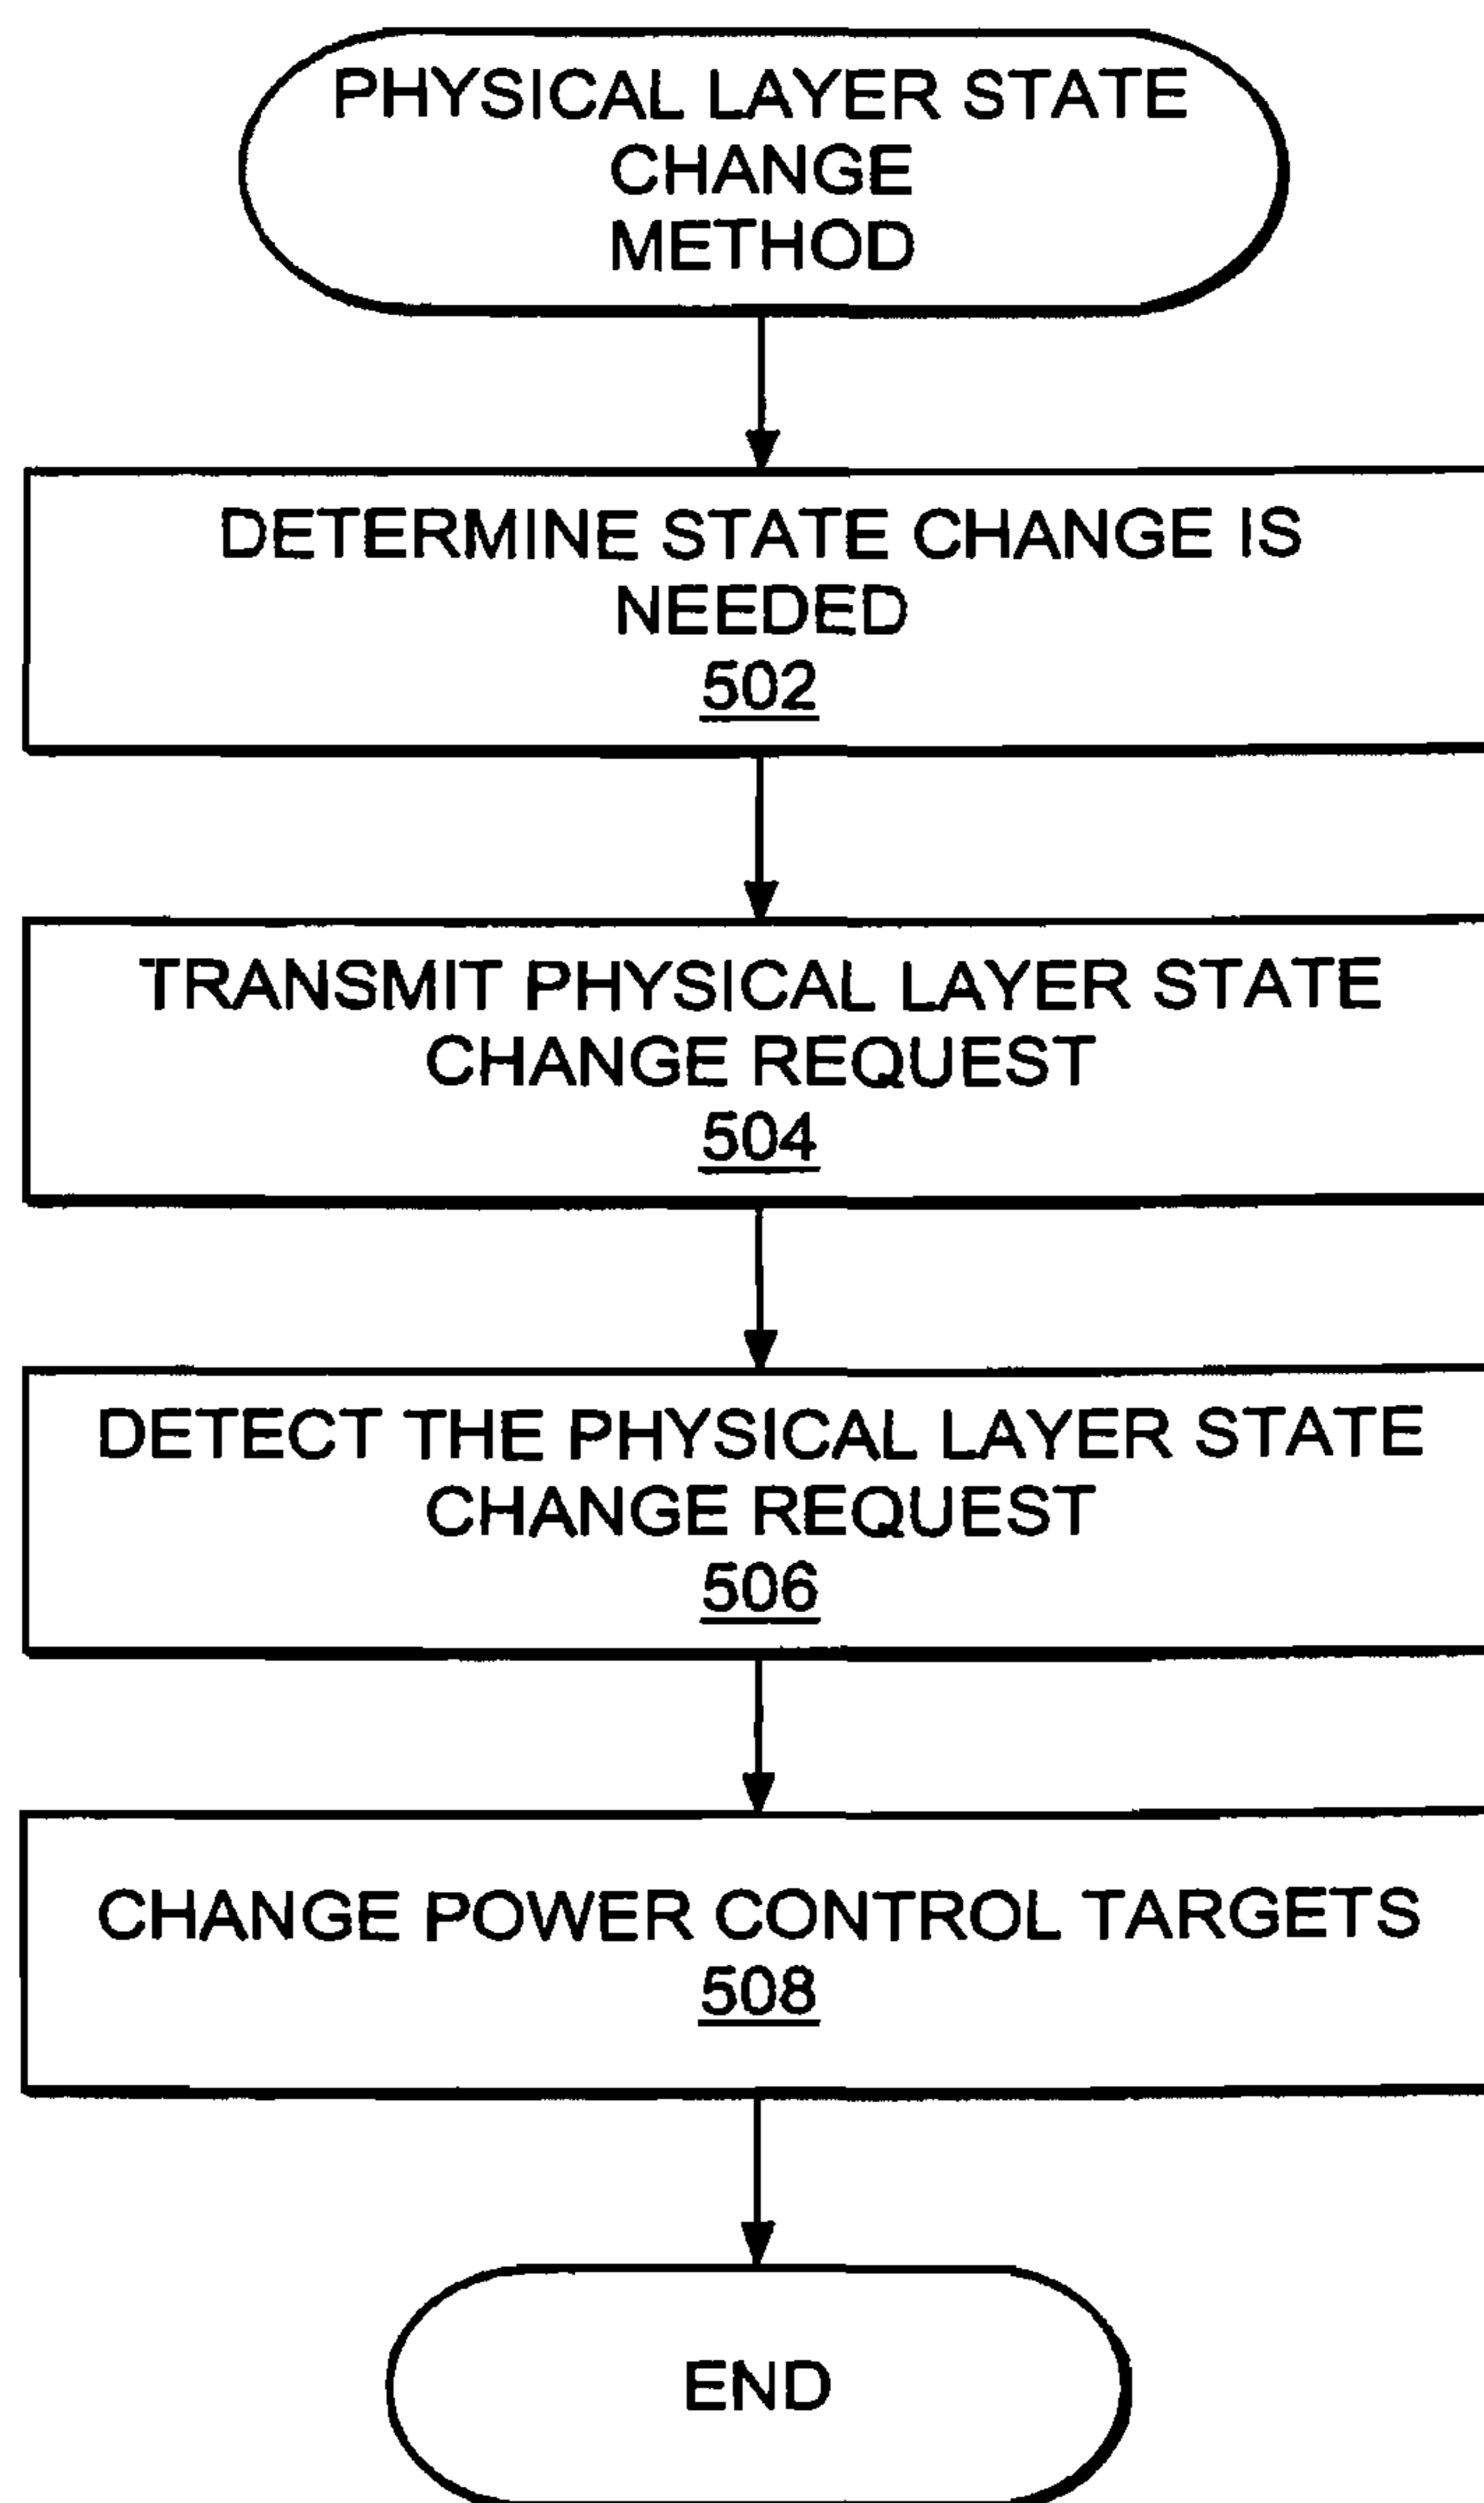 PHYSICAL LAYER STATE
CHANGE
METHOD
DETERMINE STATE CHANGE IS
NEEDED
502
TRANSMIT PHYSICAL LAYER STATE
CHANGE REQUEST
504
DETECT THE PHYSICAL LAYER STATE
CHANGE REQUEST
506
CHANGE POWER CONTROL TARGETS
508
END